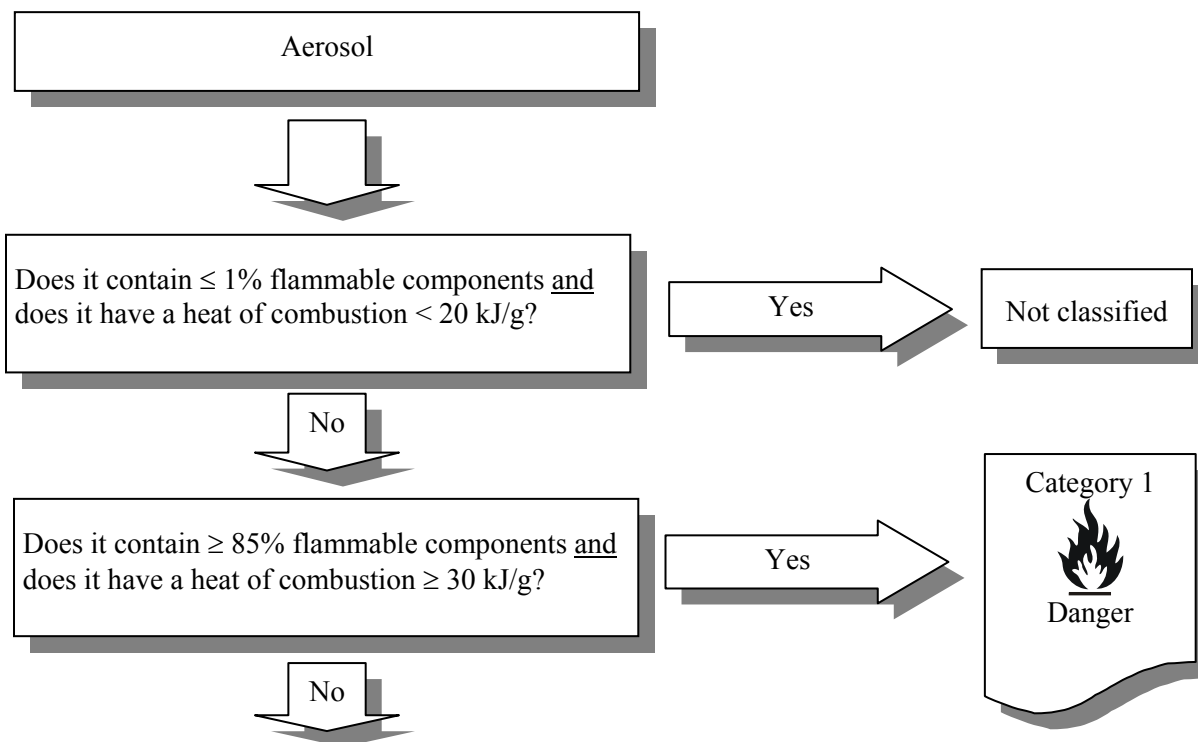 Aerosol
Does it contain ≤ 1% flammable components and
does it have a heat of combustion < 20 kJ/g?
Yes
Not classified
No
Does it contain ≥ 85% flammable components and
does it have a heat of combustion ≥ 30 kJ/g?
Yes
Category 1
Danger
No